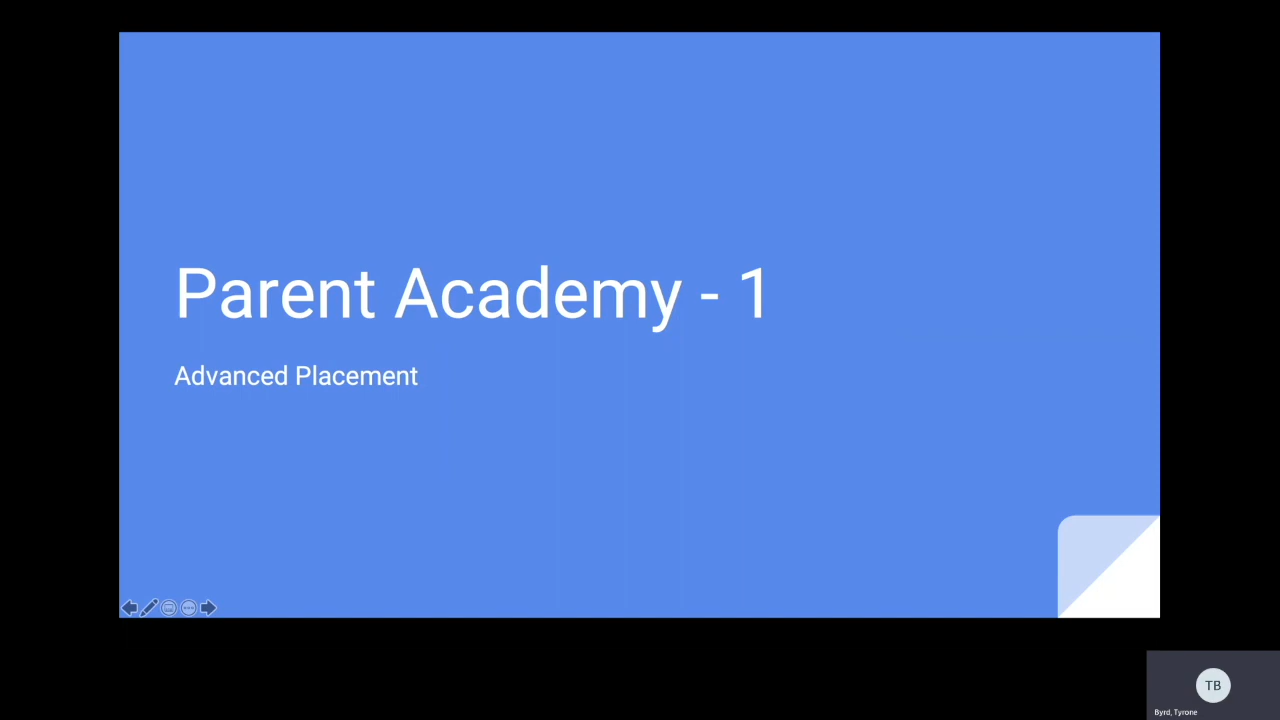 Parent Academy - 1
Advanced Placement
TB
Byrd, Tyrone